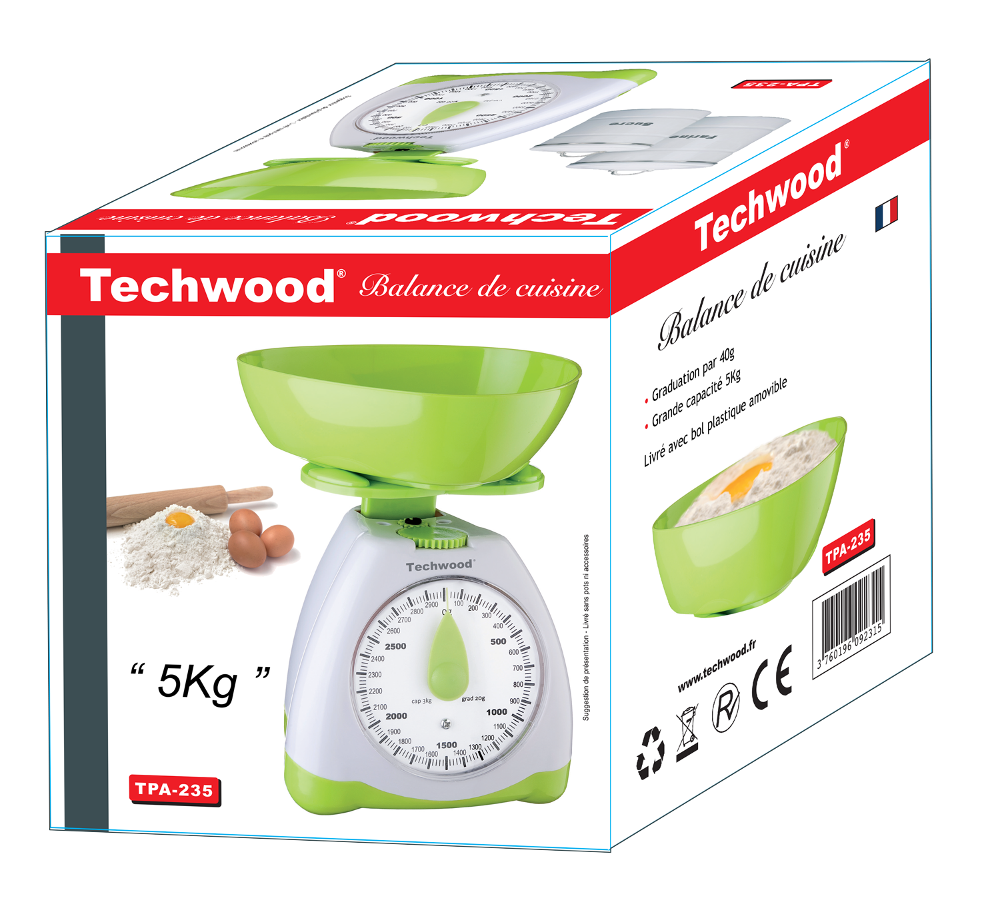 TPA-235
Sucre
Farine
Techwood® Balance de cuisine
Techwood®
Techwood® Balance de cuisine
Balance de cuisine
• Graduation par 40g
• Grande capacité 5Kg
Livré avec bol plastique amovible
Techwood
0g
100
200
300
400
500
600
700
800
900
1000
1100
1200
1300
1400
1500
1600
1700
1800
1900
2000
2100
2200
2300
2400
2500
2600
2700
2800
2900
cap 3kg
grad 20g
“ 5Kg ”
TPA-235
Suggestion de présentation - Livré sans pots ni accessoires
TPA-235
3 760196 092315
www.techwood.fr
CE